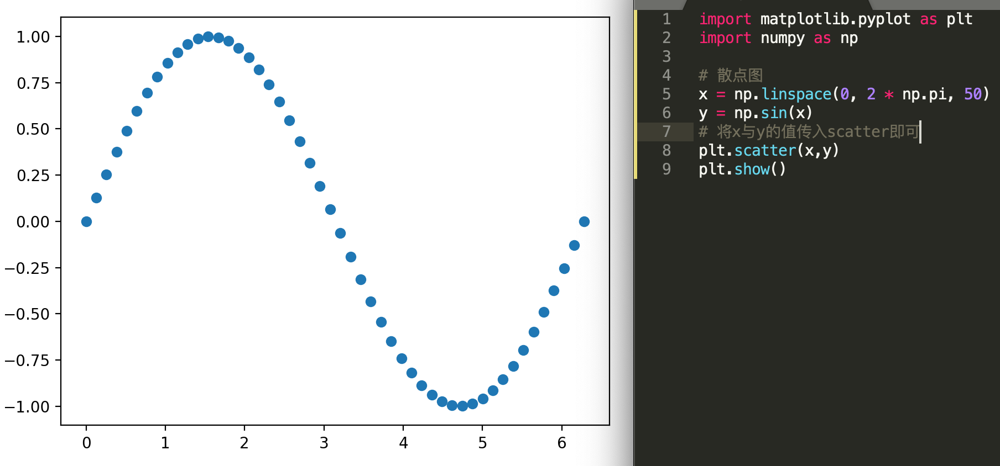 1.00
0.75
0.50
0.25
0.00
−0.25
−0.50
−0.75
−1.00
0 1 2 3 4 5 6
1 import matplotlib.pyplot as plt
2 import numpy as np
3
4 # 散点图
5 x = np.linspace(0, 2 * np.pi, 50)
6 y = np.sin(x)
7 # 将x与y的值传入scatter即可
8 plt.scatter(x,y)
9 plt.show()